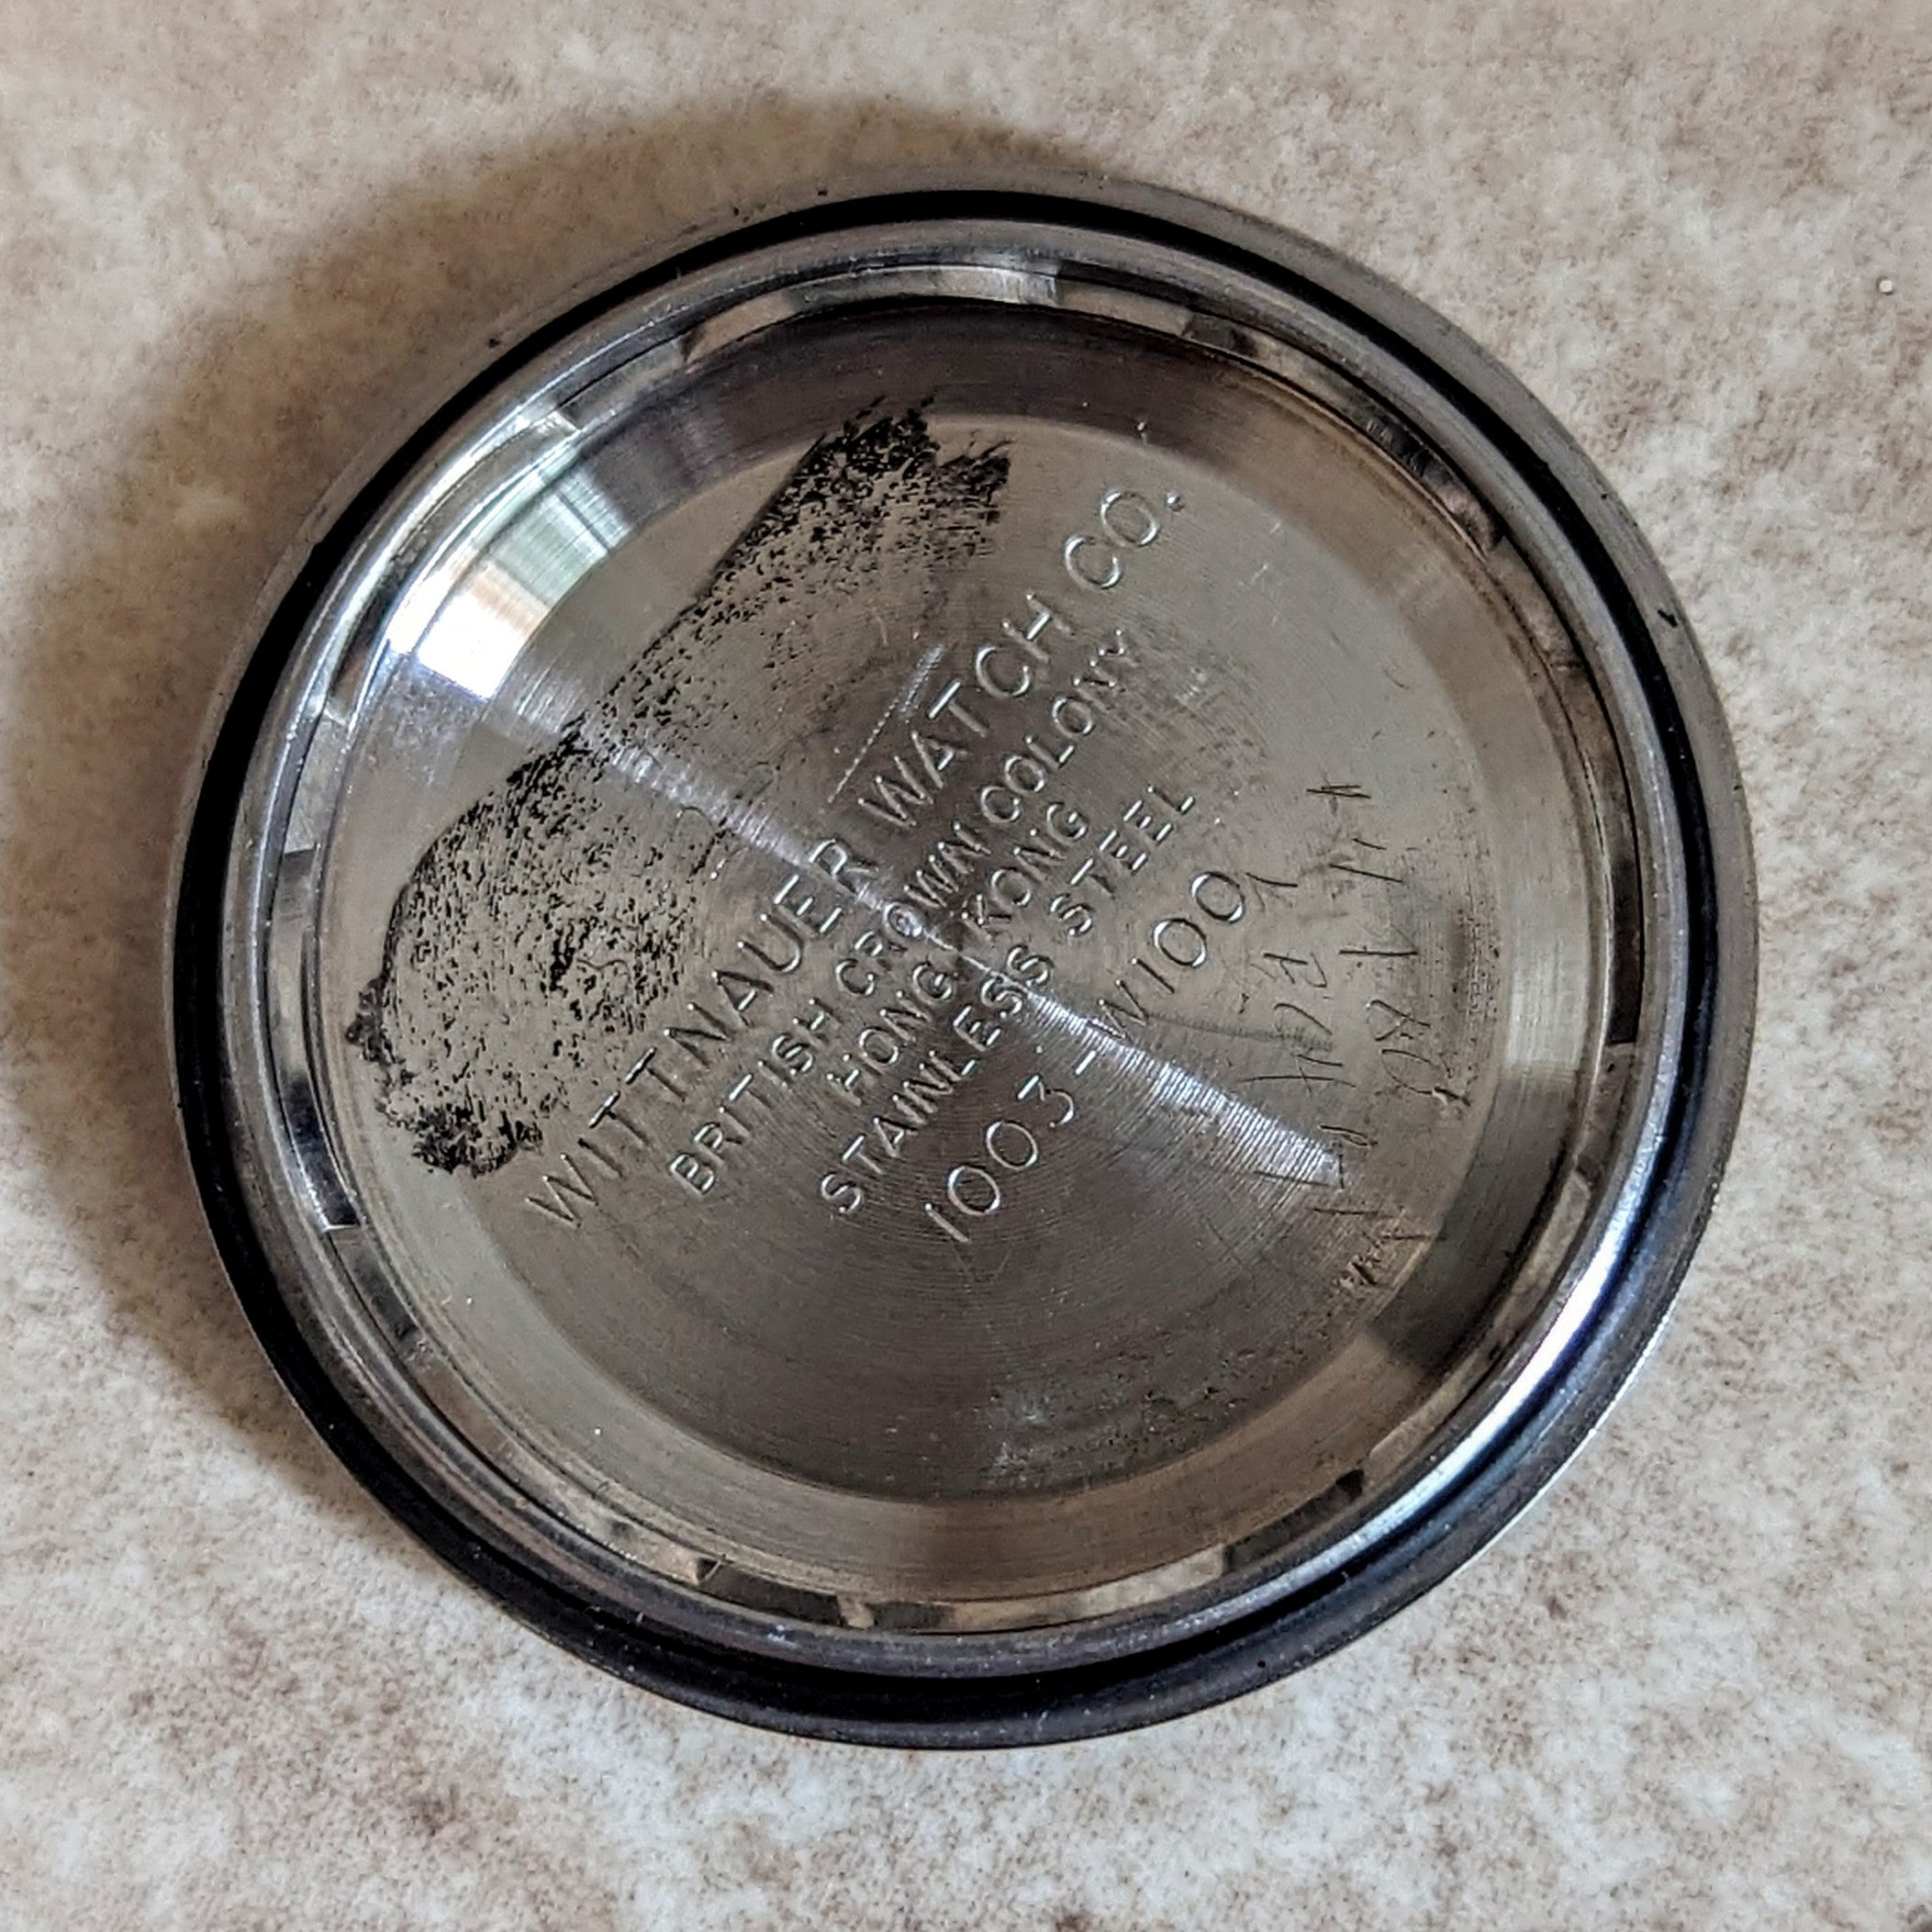 WITTNAUER WATCH CO.
BRITISH CROWN COLONY
HONG KONG
STAINLESS STEEL
1003-W100